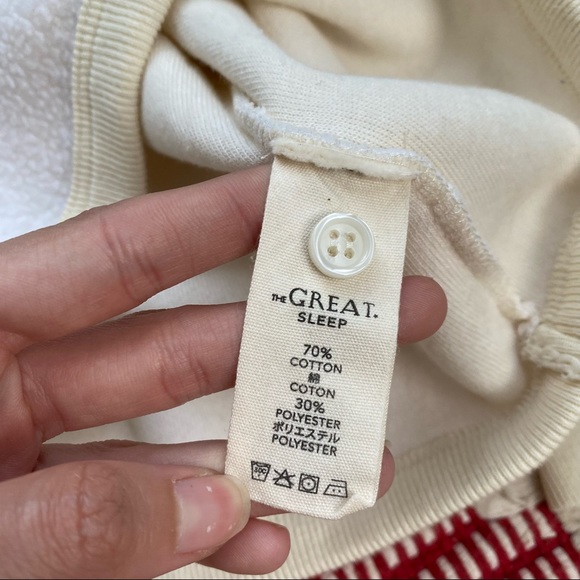 THE GREAT.
SLEEP
70%
COTTON
綿
COTON
30%
POLYESTER
ポリエステル
POLYESTER